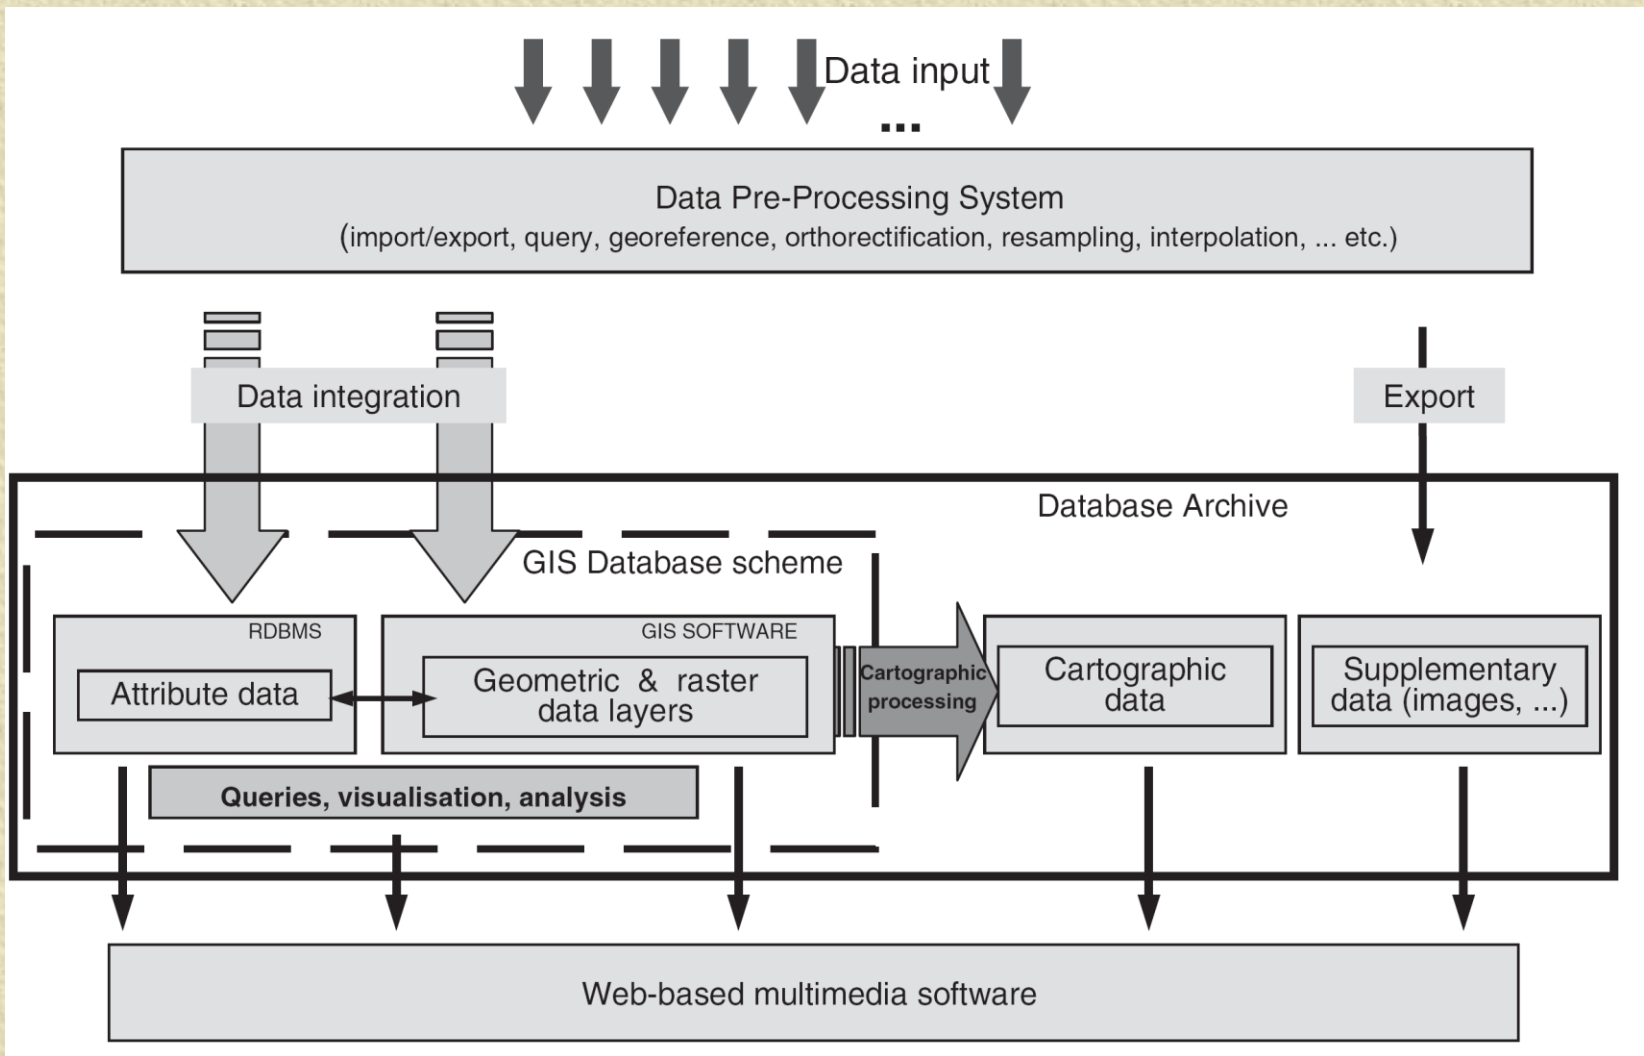 Data input
...
Data Pre-Processing System
(import/export, query, georeference, orthorectification, resampling, interpolation, ... etc.)
Data integration
Export
Database Archive
GIS Database scheme
RDBMS
Attribute data
GIS SOFTWARE
Geometric & raster
data layers
Cartographic
processing
Cartographic
data
Supplementary
data (images, ...)
Queries, visualisation, analysis
Web-based multimedia software